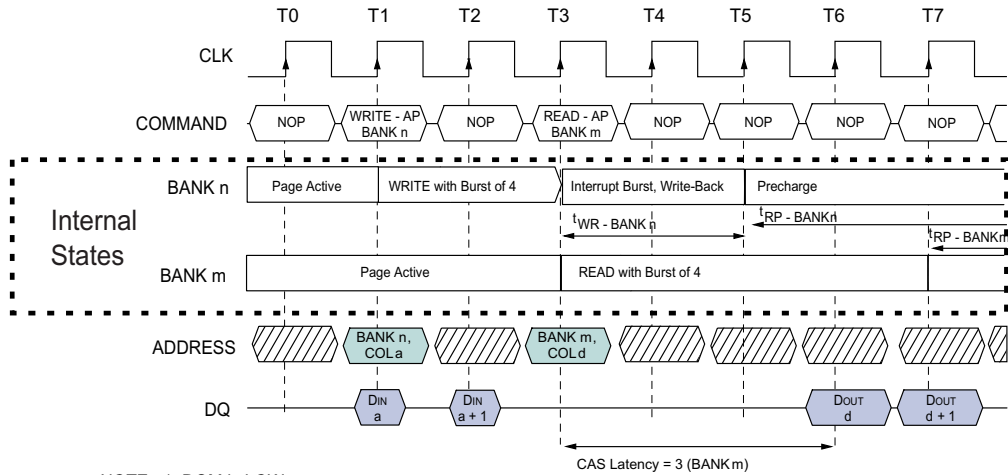 T0 T1 T2 T3 T4 T5 T6 T7
CLK
COMMAND
NOP
WRITE - AP
BANK n
NOP
READ - AP
BANK m
NOP
NOP
NOP
NOP
Internal
States
BANK n
Page Active
WRITE with Burst of 4
Interrupt Burst, Write-Back
Precharge
tWR - BANK n
tRP - BANK n
tRP - BANK m
BANK m
Page Active
READ with Burst of 4
ADDRESS
BANK n,
COL a
BANK m,
COL d
DQ
DIN
a
DIN
a + 1
DOUT
d
DOUT
d + 1
CAS Latency = 3 (BANK m)